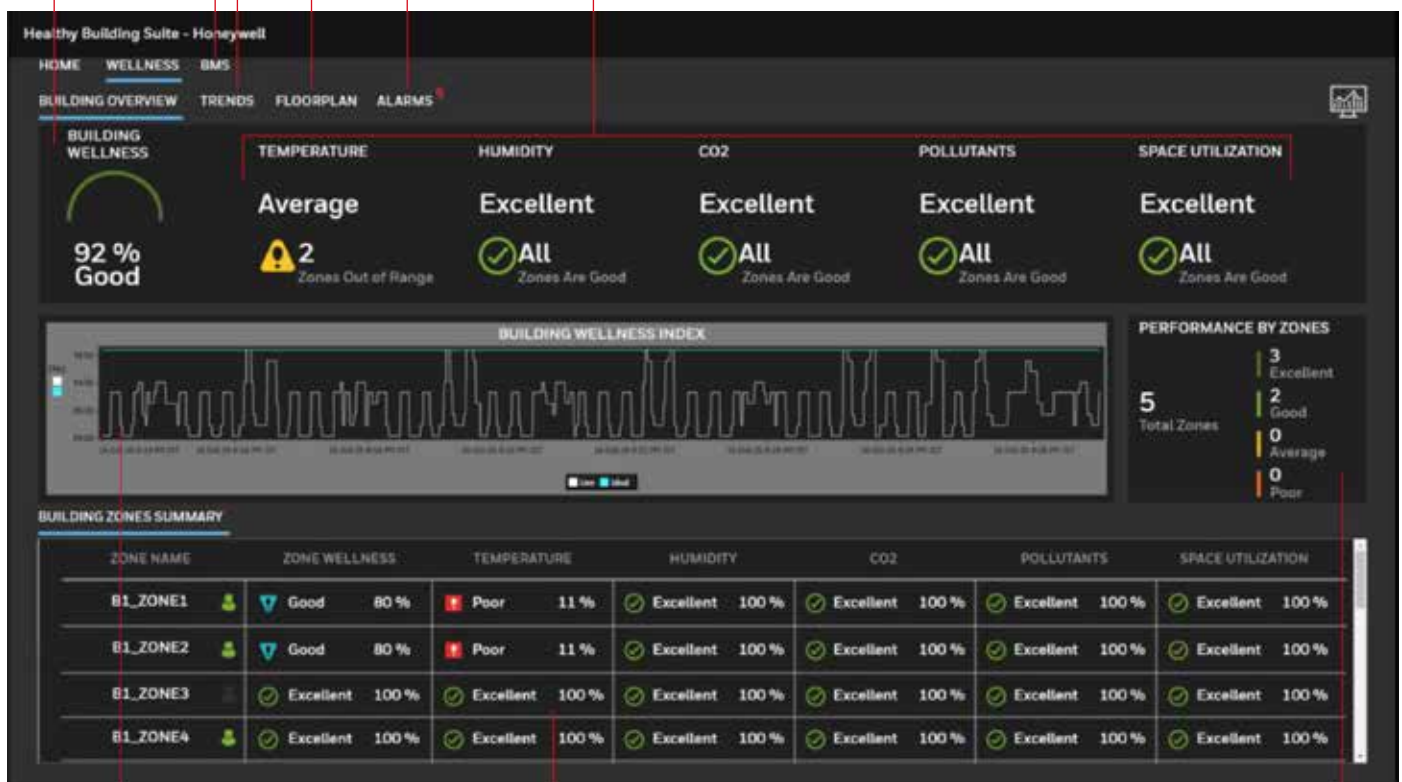 Healthy Building Suite - Honeywell
HOME WELLNESS BMS
BUILDING OVERVIEW TRENDS FLOORPLAN ALARMS
BUILDING WELLNESS
92 %
Good
TEMPERATURE
Average
2
Zones Out of Range
HUMIDITY
Excellent
All
Zones Are Good
CO2
Excellent
All
Zones Are Good
POLLUTANTS
Excellent
All
Zones Are Good
SPACE UTILIZATION
Excellent
All
Zones Are Good
BUILDING WELLNESS INDEX
PERFORMANCE BY ZONES
5
Total Zones
3
Excellent
2
Good
0
Average
0
Poor
BUILDING ZONES SUMMARY
ZONE NAME ZONE WELLNESS TEMPERATURE HUMIDITY CO2 POLLUTANTS SPACE UTILIZATION
B1_ZONE1 Good 80 % Poor 11 % Excellent 100 % Excellent 100 % Excellent 100 % Excellent 100 %
B1_ZONE2 Good 80 % Poor 11 % Excellent 100 % Excellent 100 % Excellent 100 % Excellent 100 %
B1_ZONE3 Excellent 100 % Excellent 100 % Excellent 100 % Excellent 100 % Excellent 100 % Excellent 100 %
B1_ZONE4 Excellent 100 % Excellent 100 % Excellent 100 % Excellent 100 % Excellent 100 % Excellent 100 %